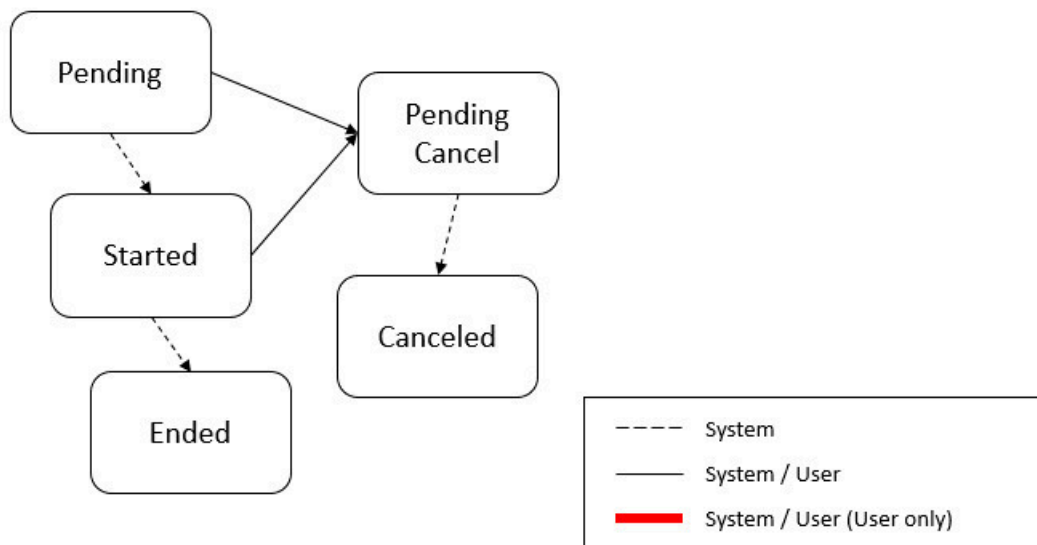 Pending
Pending
Cancel
Started
Canceled
Ended
System
System / User
System / User (User only)